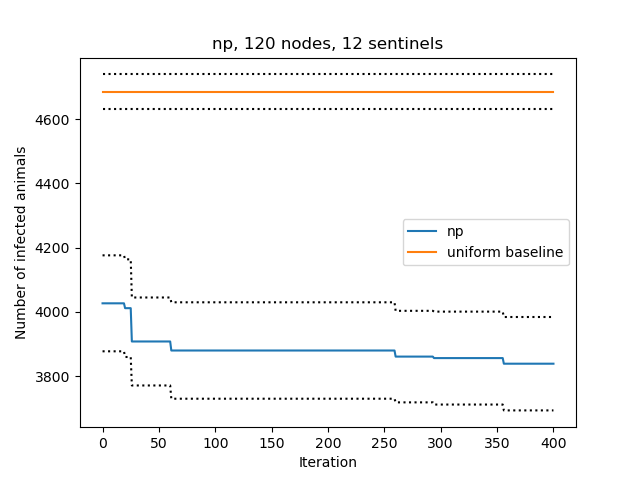 np, 120 nodes, 12 sentinels
Number of infected animals
4600
4400
4200
4000
3800
np
uniform baseline
0 50 100 150 200 250 300 350 400
Iteration